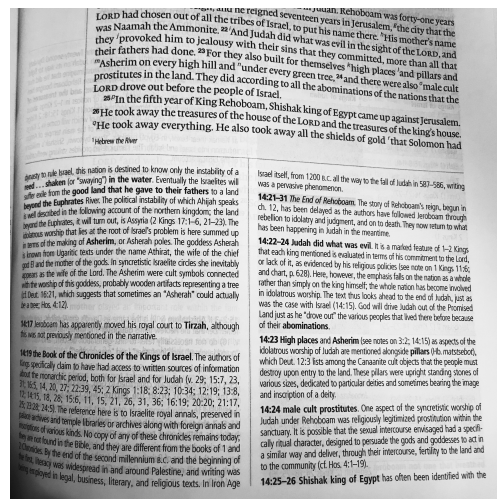 in Judah. Rehoboam was forty-one years
and he reigned seventeen years in Jerusalem, the city that the
LORD had chosen out of all the tribes of Israel, to put his name there. His mother's name
was Naamah the Ammonite. 22 And Judah did what was evil in the sight of the LORD, and
they provoked him to jealousy with their sins that they committed, more than all that
their fathers had done. 23 For they also built for themselves high places and pillars and
Asherim on every high hill and under every green tree, 24 and there were also male cult
prostitutes in the land. They did according to all the abominations of the nations that the
LORD drove out before the people of Israel.
25 In the fifth year of King Rehoboam, Shishak king of Egypt came up against Jerusalem.
26 He took away the treasures of the house of the LORD and the treasures of the king's house.
He took away everything. He also took away all the shields of gold that Solomon had
1 Hebrew the River
dynasty to rule Israel, this nation is destined to only know the instability of a
reed . . . shaken (or "swaying") in the water. Eventually the Israelites will
suffer exile from the good land that he gave to their fathers to a land
beyond the Euphrates River. The political instability of which Ahijah speaks
is well described in the following account of the northern kingdom; the land
beyond the Euphrates, it will turn out, is Assyria (2 Kings 17:1–6, 21–23). The
idolatrous worship that lies at the root of Israel's problem is here summed up
in terms of the making of Asherim, or Asherah poles. The goddess Asherah
is known from Ugaritic texts under the name Athirat, the wife of the chief
god El and the mother of the gods. In syncretistic Israelite circles she inevitably
appears as the wife of the Lord. The Asherim were cult symbols connected
with the worship of this goddess, probably wooden artifacts representing a tree
(cf. Deut. 16:21, which suggests that sometimes an "Asherah" could actually
be a tree; Hos. 4:12).
14:17 Jeroboam has apparently moved his royal court to Tirzah, although
this was not previously mentioned in the narrative.
14:19 the Book of the Chronicles of the Kings of Israel. The authors of
Kings specifically claim to have had access to written sources of information
about the monarchic period, both for Israel and for Judah (v. 29; 15:7, 23,
31; 16:5, 14, 20, 27; 22:39, 45; 2 Kings 1:18; 8:23; 10:34; 12:19; 13:8,
12; 14:15, 18, 28; 15:6, 11, 15, 21, 26, 31, 36; 16:19; 20:20; 21:17,
25; 23:28; 24:5). The reference here is to Israelite royal annals, preserved in
palace archives and temple libraries or archives along with foreign annals and
inscriptions of various kinds. No copy of any of these chronicles remains today;
they are not found in the Bible, and they are different from the books of 1 and
2 Chronicles. By the end of the second millennium B.C. and the beginning of
the first, literacy was widespread in and around Palestine, and writing was
being employed in legal, business, literary, and religious texts. In Iron Age
Israel itself, from 1200 B.C. all the way to the fall of Judah in 587–586, writing
was a pervasive phenomenon.
14:21–31 The End of Rehoboam. The story of Rehoboam's reign, begun in
ch. 12, has been delayed as the authors have followed Jeroboam through
rebellion to idolatry and judgment, and on to death. They now return to what
has been happening in Judah in the meantime.
14:22–24 Judah did what was evil. It is a marked feature of 1–2 Kings
that each king mentioned is evaluated in terms of his commitment to the Lord,
or lack of it, as evidenced by his religious policies (see note on 1 Kings 11:6;
and chart, p. 628). Here, however, the emphasis falls on the nation as a whole
rather than simply on the king himself; the whole nation has become involved
in idolatrous worship. The text thus looks ahead to the end of Judah, just as
was the case with Israel (14:15). God will drive Judah out of the Promised
Land just as he "drove out" the various peoples that lived there before because
of their abominations.
14:23 High places and Asherim (see notes on 3:2; 14:15) as aspects of the
idolatrous worship of Judah are mentioned alongside pillars (Hb. matstsebot),
which Deut. 12:3 lists among the Canaanite cult objects that the people must
destroy upon entry to the land. These pillars were upright standing stones of
various sizes, dedicated to particular deities and sometimes bearing the image
and inscription of a deity.
14:24 male cult prostitutes. One aspect of the syncretistic worship of
Judah under Rehoboam was religiously legitimized prostitution within the
sanctuary. It is possible that the sexual intercourse envisaged had a specifi-
cally ritual character, designed to persuade the gods and goddesses to act in
a similar way and deliver, through their intercourse, fertility to the land and
to the community (cf. Hos. 4:1–19).
14:25–26 Shishak king of Egypt has often been identified with the